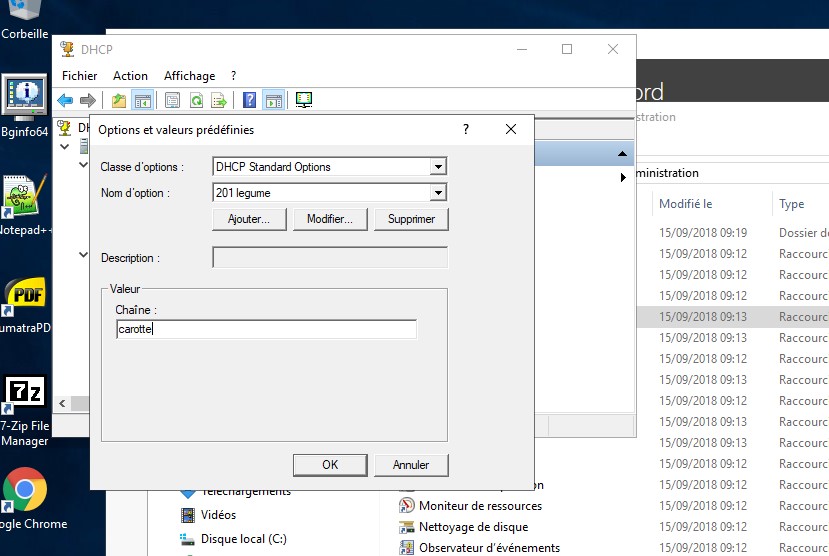 Corbeille
Bginfo64
Notepad++
umatraPD
PDF
7z
7-Zip File
Manager
ogle Chrome
DHCP
Fichier Action Affichage ?
DH
Options et valeurs prédéfinies ?
Classe d'options : DHCP Standard Options
Nom d'option : 201 legume
Ajouter... Modifier... Supprimer
Description :
Valeur
Chaîne :
carotte
OK Annuler
ord
stration
ministration
Modifié le Type
15/09/2018 09:19 Dossier de
15/09/2018 09:12 Raccourc
15/09/2018 09:12 Raccourc
15/09/2018 09:12 Raccourc
15/09/2018 09:13 Raccourc
15/09/2018 09:13 Raccourc
15/09/2018 09:12 Raccourc
15/09/2018 09:13 Raccourc
15/09/2018 09:12 Raccourc
15/09/2018 09:13 Raccourc
15/09/2018 09:13 Raccourc
15/09/2018 09:12 Raccourc
15/09/2018 09:12 Raccourc
15/09/2018 09:12 Raccourc
15/09/2018 09:13 Raccourc
15/09/2018 09:12 Raccourc
Téléchargements
Vidéos
Disque local (C:)
on
Moniteur de ressources
Nettoyage de disque
Observateur d'événements